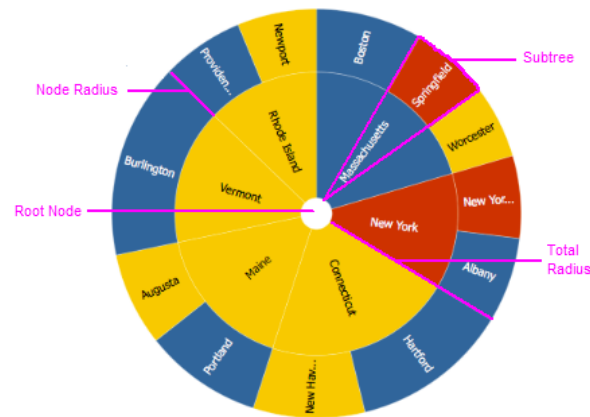 Newport
Boston
Providen...
Springfield
Subtree
Node Radius
Rhode Island
Massachusetts
Worcester
Burlington
Vermont
Root Node
New York
New Yor...
Total
Radius
Albany
Maine
Connecticut
Augusta
Portland
New Hav...
Hartford